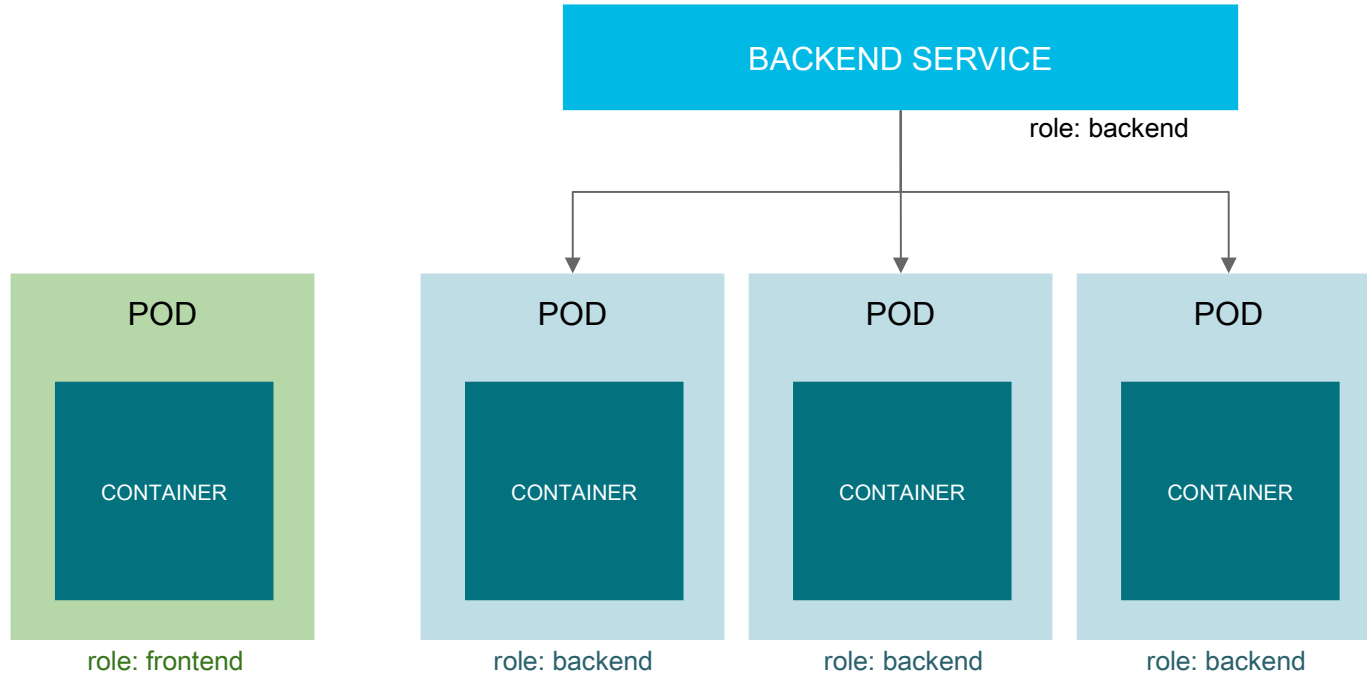 BACKEND SERVICE
role: backend
POD
POD
POD
POD
CONTAINER
CONTAINER
CONTAINER
CONTAINER
role: frontend
role: backend
role: backend
role: backend